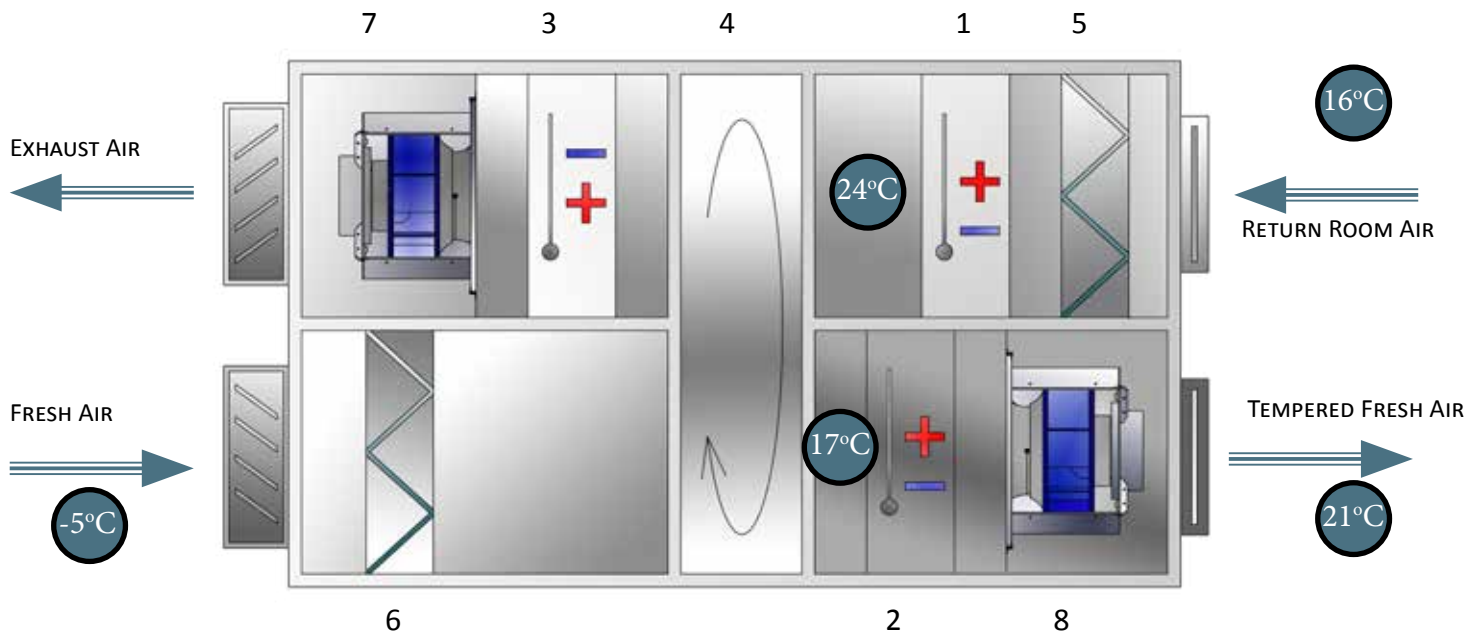 7 3 4 1 5
16°C
EXHAUST AIR
24°C
RETURN ROOM AIR
FRESH AIR
TEMPERED FRESH AIR
17°C
-5°C
21°C
6 2 8